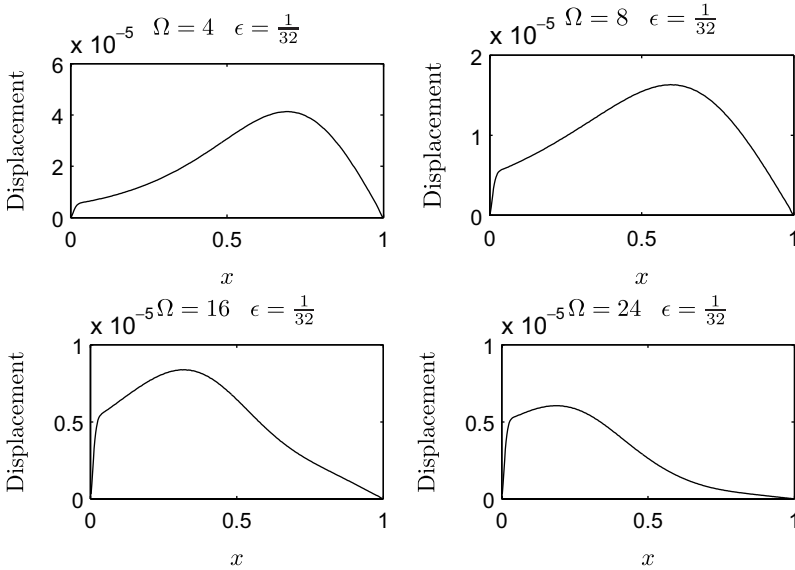 x 10⁻⁵ Ω = 4 ϵ = 1/32
Displacement
6
4
2
0
0 0.5 1
x
x 10⁻⁵ Ω = 8 ϵ = 1/32
Displacement
2
1
0
0 0.5 1
x
x 10⁻⁵ Ω = 16 ϵ = 1/32
Displacement
1
0.5
0
0 0.5 1
x
x 10⁻⁵ Ω = 24 ϵ = 1/32
Displacement
1
0.5
0
0 0.5 1
x